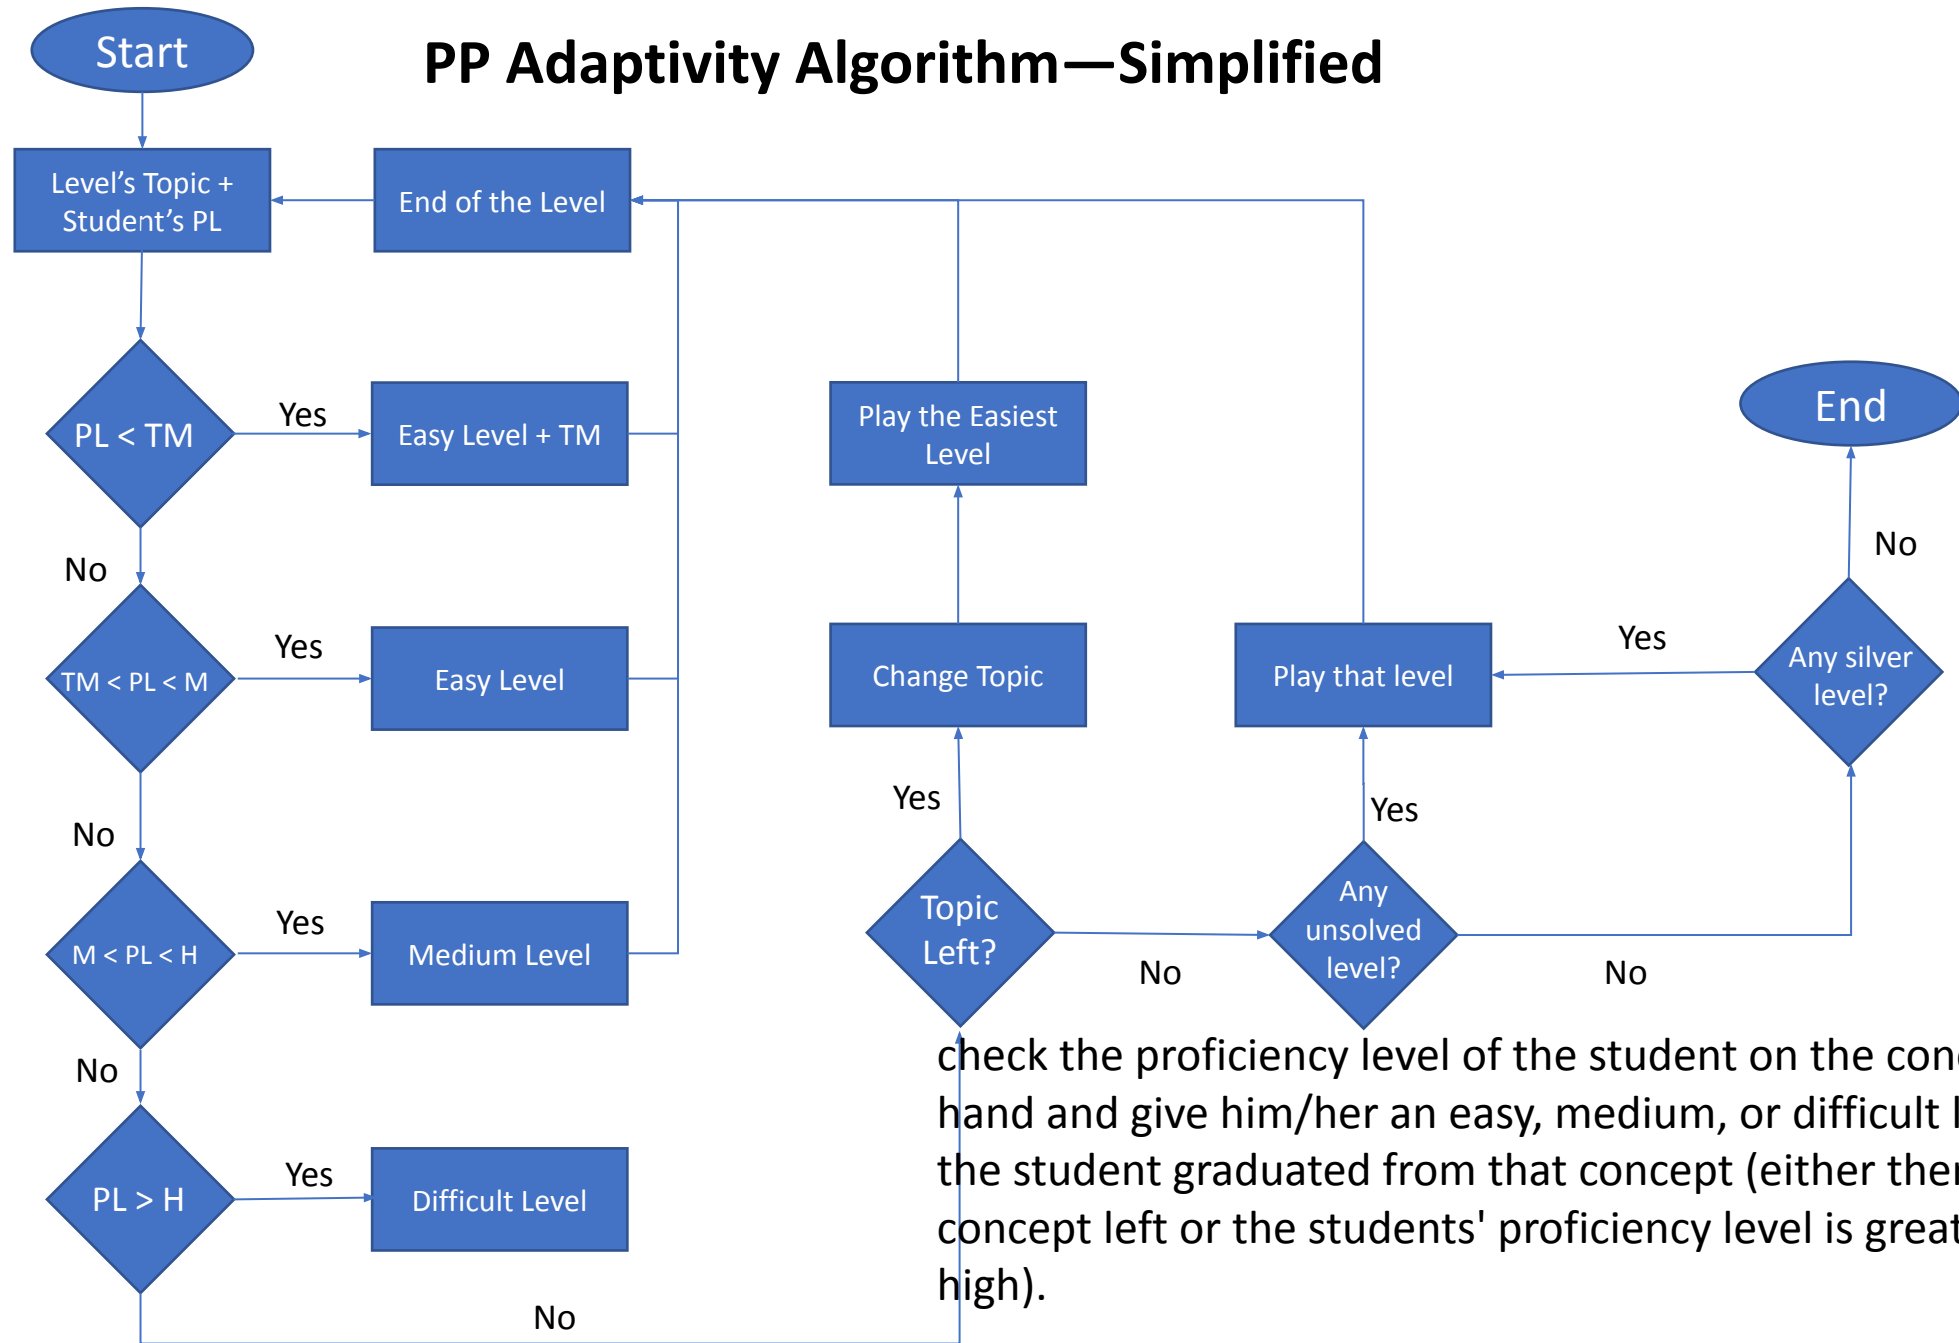 Start
PP Adaptivity Algorithm—Simplified
Level's Topic +
Student's PL
End of the Level
PL < TM
Yes
Easy Level + TM
Play the Easiest
Level
End
No
No
TM < PL < M
Yes
Easy Level
Change Topic
Play that level
Yes
Any silver
level?
No
Yes
Yes
M < PL < H
Yes
Medium Level
Topic
Left?
No
Any
unsolved
level?
No
No
PL > H
Yes
Difficult Level
No
check the proficiency level of the student on the
hand and give him/her an easy, medium, or difficult
the student graduated from that concept (either
concept left or the students' proficiency level is
high).